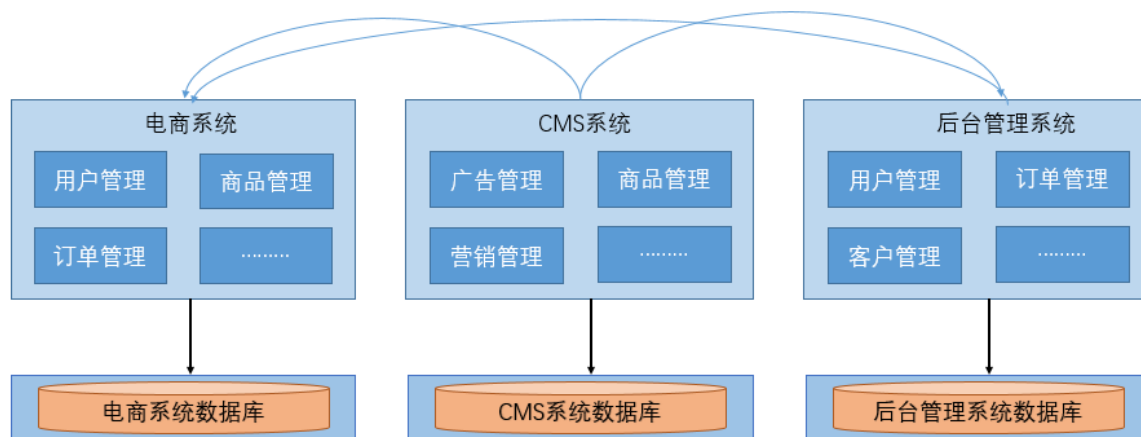 电商系统
用户管理
商品管理
订单管理
………
CMS系统
广告管理
商品管理
营销管理
………
后台管理系统
用户管理
订单管理
客户管理
………
电商系统数据库
CMS系统数据库
后台管理系统数据库